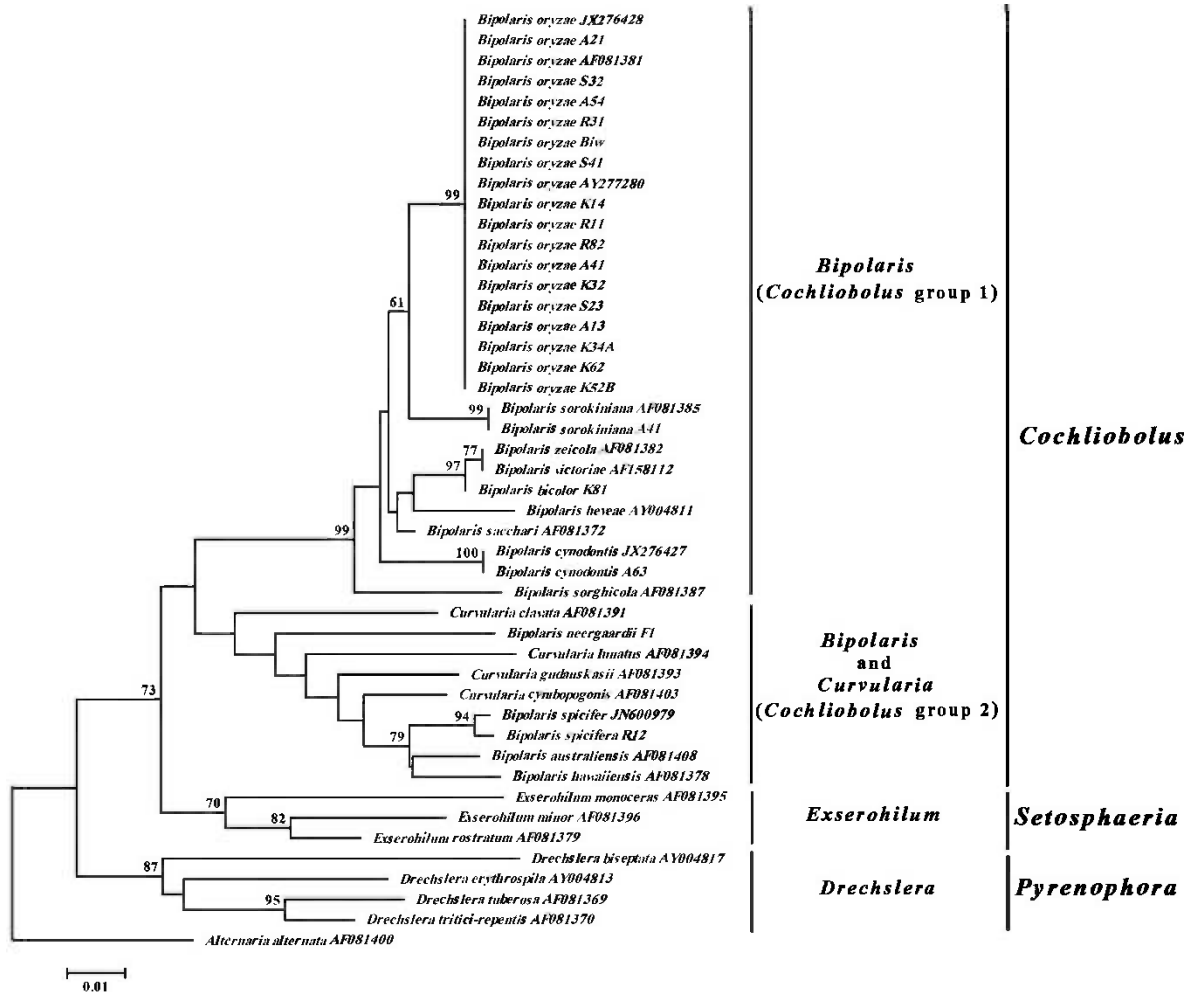 Bipolaris oryzae JX276428
Bipolaris oryzae A21
Bipolaris oryzae AF081381
Bipolaris oryzae S32
Bipolaris oryzae A54
Bipolaris oryzae R31
Bipolaris oryzae Biw
Bipolaris oryzae S41
Bipolaris oryzae AY277280
99
Bipolaris oryzae K14
Bipolaris oryzae R11
Bipolaris oryzae R82
Bipolaris oryzae A41
Bipolaris oryzae K32
Bipolaris oryzae S23
61
Bipolaris oryzae A13
Bipolaris oryzae K34A
Bipolaris oryzae K62
Bipolaris oryzae K52B
99
Bipolaris sorokiniana AF081385
Bipolaris sorokiniana A41
77
Bipolaris zeicola AF081382
97
Bipolaris victoriae AF158112
Bipolaris bicolor K81
Bipolaris heveae AY004811
99
Bipolaris sacchari AF081372
100
Bipolaris cynodontis JX276427
Bipolaris cynodontis A63
Bipolaris sorghicola AF081387
Curvularia clavata AF081391
Bipolaris neergaardii F1
Curvularia lunatus AF081394
Curvularia gudauskasii AF081393
73
Curvularia cymbopogonis AF081403
94
Bipolaris spicifer JN600979
79
Bipolaris spicifera R12
Bipolaris australiensis AF081408
Bipolaris hawaiiensis AF081378
70
Exserohilum monoceras AF081395
82
Exserohilum minor AF081396
Exserohilum rostratum AF081379
87
Drechslera biseptata AY004817
Drechslera erythrospila AY004813
95
Drechslera tuberosa AF081369
Drechslera tritici-repentis AF081370
Alternaria alternata AF081400
0.01
Bipolaris
(Cochliobolus group 1)
Bipolaris
and
Curvularia
(Cochliobolus group 2)
Exserohilum
Drechslera
Cochliobolus
Setosphaeria
Pyrenophora